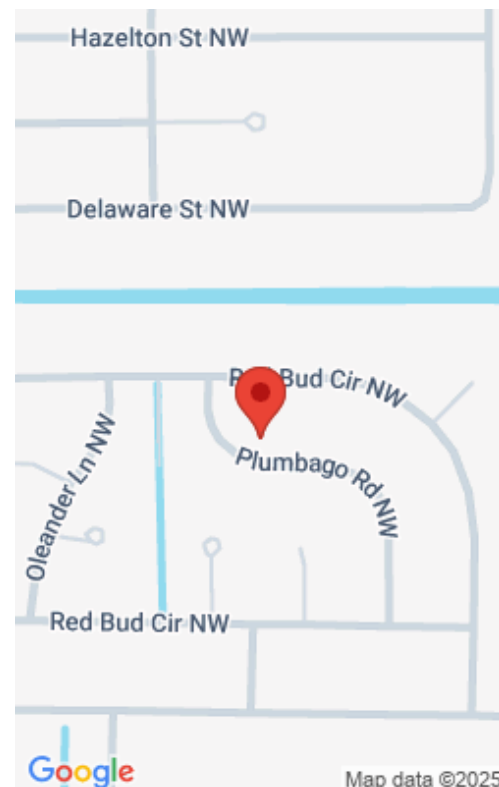 Hazelton St NW
Delaware St NW
Red Bud Cir NW
Plumbago Rd NW
Oleander Ln NW
Red Bud Cir NW
Google
Map data ©2025